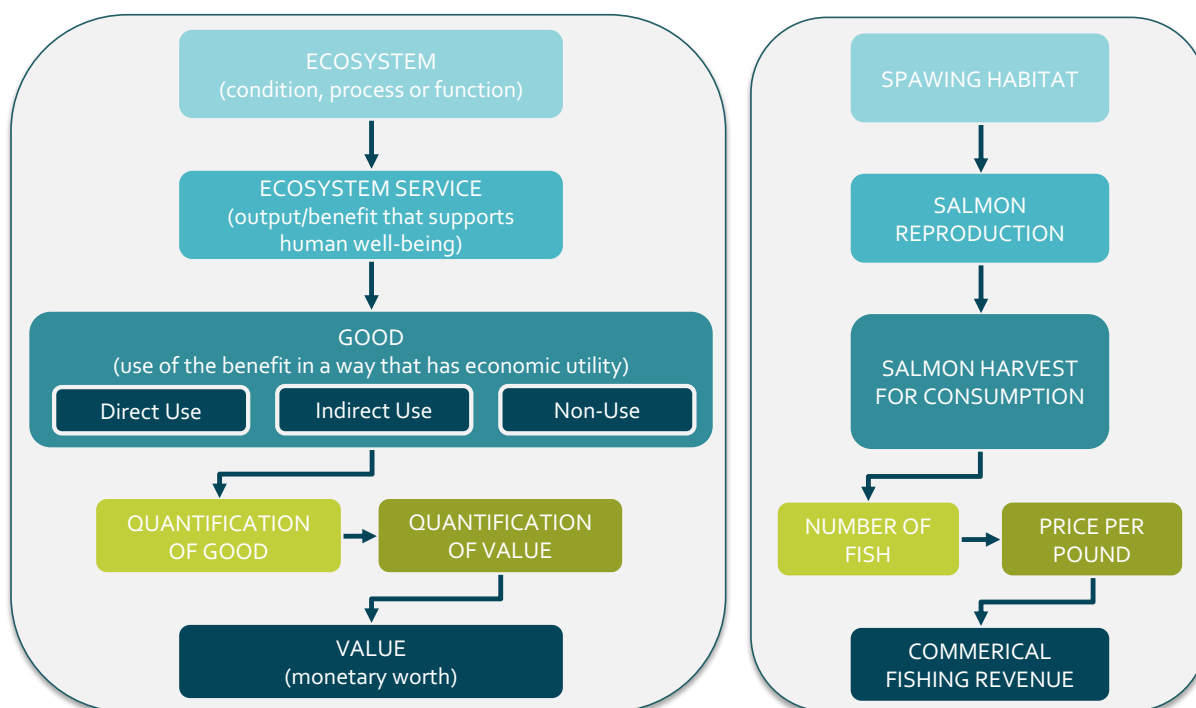 ECOSYSTEM
(condition, process or function)
ECOSYSTEM SERVICE
(output/benefit that supports
human well-being)
GOOD
(use of the benefit in a way that has economic utility)
Direct Use
Indirect Use
Non-Use
QUANTIFICATION
OF GOOD
QUANTIFICATION
OF VALUE
VALUE
(monetary worth)
SPAWING HABITAT
SALMON
REPRODUCTION
SALMON HARVEST
FOR CONSUMPTION
NUMBER OF
FISH
PRICE PER
POUND
COMMERICAL
FISHING REVENUE